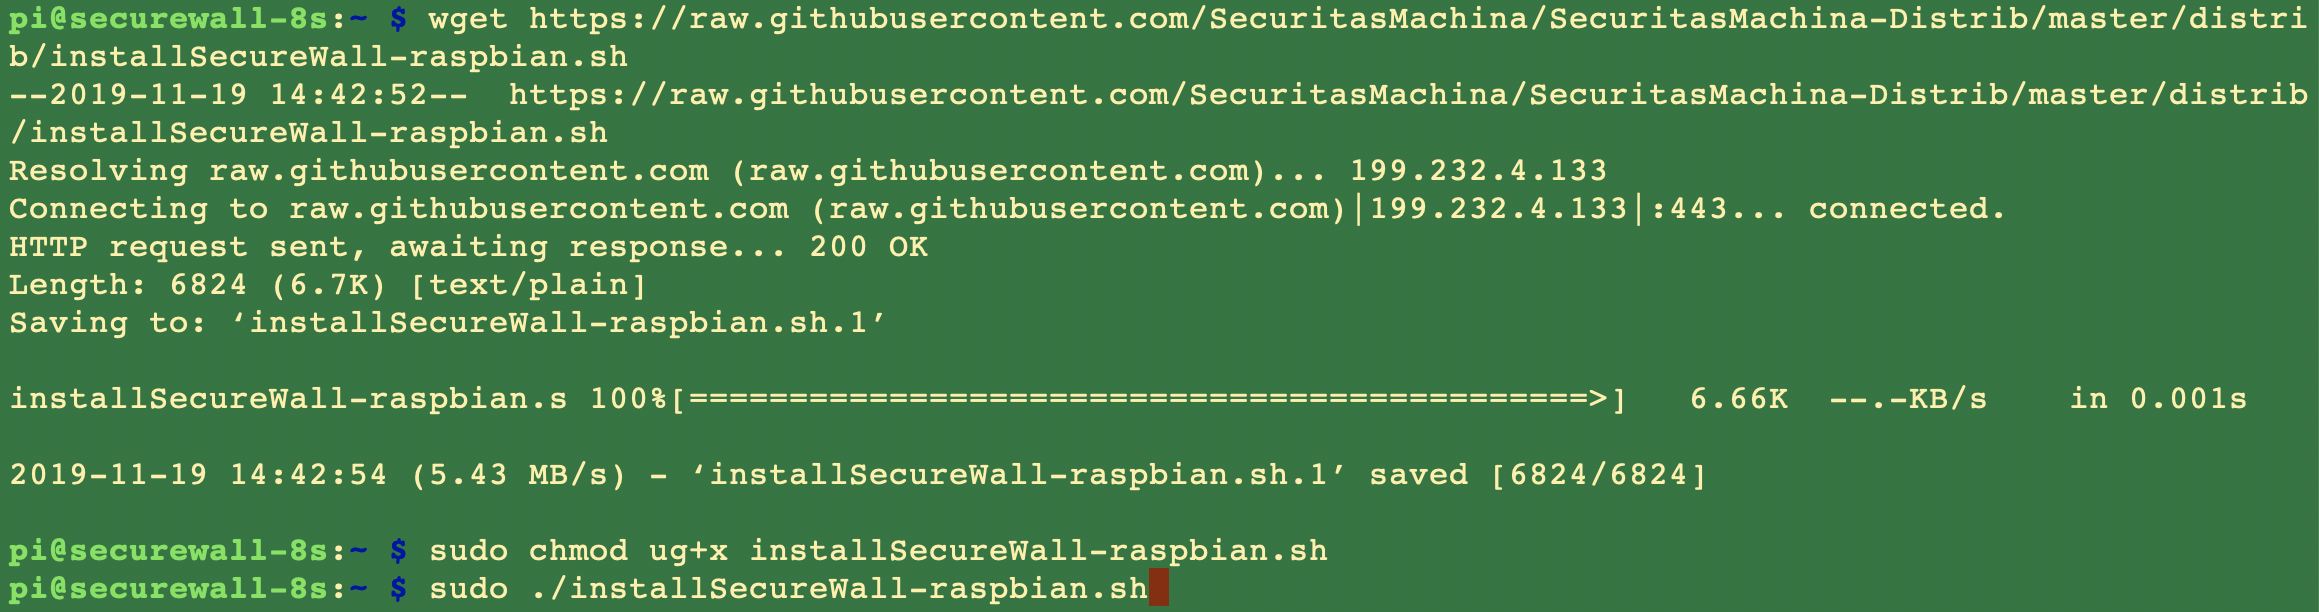 pi@securewall-8s:~ $ wget https://raw.githubusercontent.com/SecuritasMachina/SecuritasMachina-Distrib/master/distri
b/installSecureWall-raspbian.sh
--2019-11-19 14:42:52--  https://raw.githubusercontent.com/SecuritasMachina/SecuritasMachina-Distrib/master/distrib
/installSecureWall-raspbian.sh
Resolving raw.githubusercontent.com (raw.githubusercontent.com)... 199.232.4.133
Connecting to raw.githubusercontent.com (raw.githubusercontent.com)|199.232.4.133|:443... connected.
HTTP request sent, awaiting response... 200 OK
Length: 6824 (6.7K) [text/plain]
Saving to: ‘installSecureWall-raspbian.sh.1’
installSecureWall-raspbian.s 100%[=============================================>]   6.66K  --.-KB/s    in 0.001s
2019-11-19 14:42:54 (5.43 MB/s) - ‘installSecureWall-raspbian.sh.1’ saved [6824/6824]
pi@securewall-8s:~ $ sudo chmod ug+x installSecureWall-raspbian.sh
pi@securewall-8s:~ $ sudo ./installSecureWall-raspbian.sh